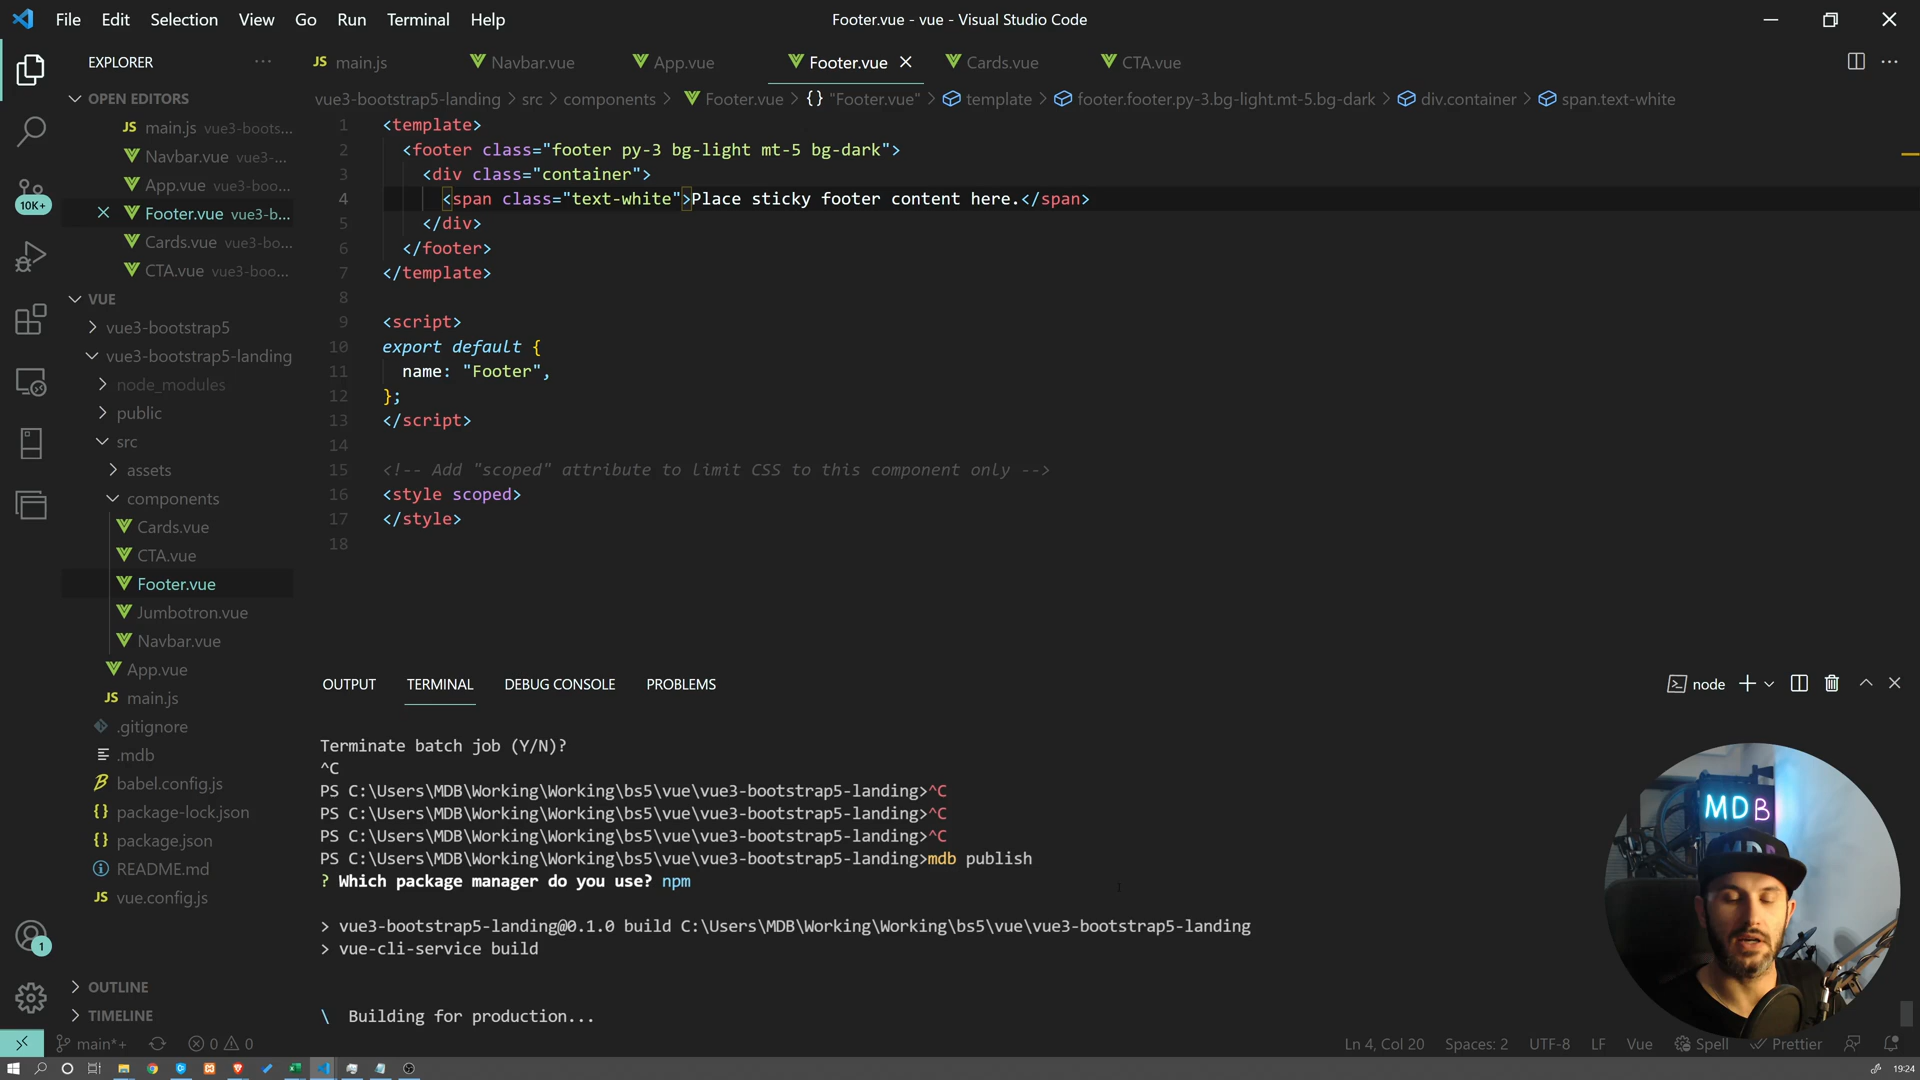 File Edit Selection View Go Run Terminal Help
Footer.vue - vue - Visual Studio Code
EXPLORER
JS main.js
Navbar.vue
App.vue
Footer.vue
Cards.vue
CTA.vue
OPEN EDITORS
JS main.js vue3-boots...
Navbar.vue vue3-...
App.vue vue3-boo...
Footer.vue vue3-b...
Cards.vue vue3-bo...
CTA.vue vue3-boo...
VUE
vue3-bootstrap5
vue3-bootstrap5-landing
node_modules
public
src
assets
components
Cards.vue
CTA.vue
Footer.vue
Jumbotron.vue
Navbar.vue
App.vue
JS main.js
.gitignore
.mdb
babel.config.js
{} package-lock.json
{} package.json
README.md
JS vue.config.js
OUTLINE
TIMELINE
10K+
1
vue3-bootstrap5-landing > src > components > Footer.vue > {} "Footer.vue" > template > footer.footer.py-3.bg-light.mt-5.bg-dark > div.container > span.text-white
1 <template>
2 <footer class="footer py-3 bg-light mt-5 bg-dark">
3 <div class="container">
4 <span class="text-white">Place sticky footer content here.</span>
5 </div>
6 </footer>
7 </template>
8
9 <script>
10 export default {
11 name: "Footer",
12 };
13 </script>
14
15 <!-- Add "scoped" attribute to limit CSS to this component only -->
16 <style scoped>
17 </style>
18
OUTPUT TERMINAL DEBUG CONSOLE PROBLEMS
node
Terminate batch job (Y/N)?
^C
PS C:\Users\MDB\Working\Working\bs5\vue\vue3-bootstrap5-landing>^C
PS C:\Users\MDB\Working\Working\bs5\vue\vue3-bootstrap5-landing>^C
PS C:\Users\MDB\Working\Working\bs5\vue\vue3-bootstrap5-landing>^C
PS C:\Users\MDB\Working\Working\bs5\vue\vue3-bootstrap5-landing>mdb publish
? Which package manager do you use? npm
> vue3-bootstrap5-landing@0.1.0 build C:\Users\MDB\Working\Working\bs5\vue\vue3-bootstrap5-landing
> vue-cli-service build
\ Building for production...
MDB
main*+
0 0
Ln 4, Col 20 Spaces: 2 UTF-8 LF Vue Spell Prettier
19:24